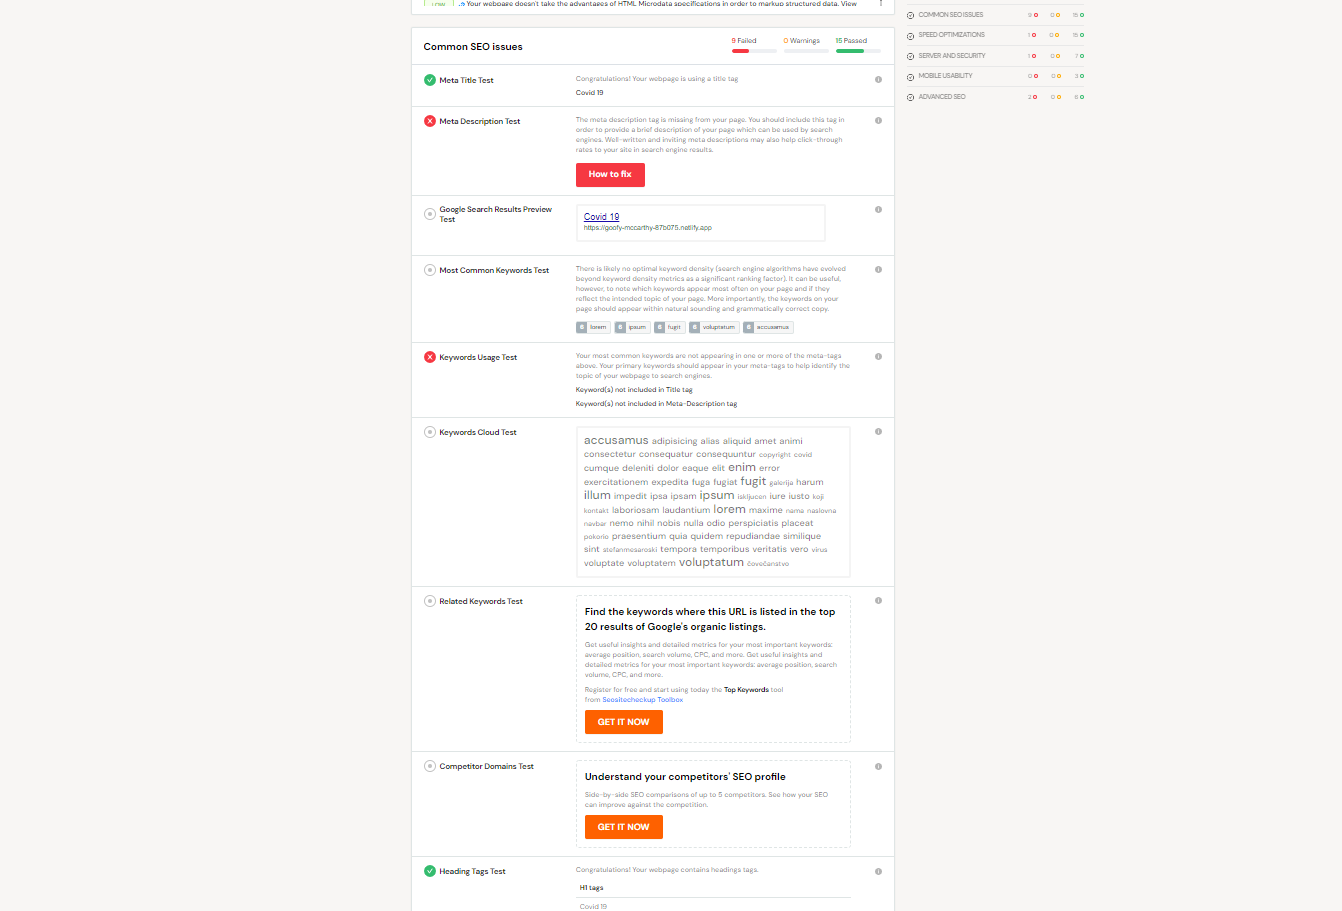 LOW
Your webpage doesn't take the advantages of HTML Microdata specifications in order to markup structured data. View
Common SEO issues
9 Failed
0 Warnings
15 Passed
Meta Title Test
Congratulations! Your webpage is using a title tag
Covid 19
Meta Description Test
The meta description tag is missing from your page. You should include this tag in
order to provide a brief description of your page which can be used by search
engines. Well-written and inviting meta descriptions may also help click-through
rates to your site in search engine results.
How to fix
Google Search Results Preview
Test
Covid 19
https://goofy-mccarthy-87b075.netlify.app
Most Common Keywords Test
There is likely no optimal keyword density (search engine algorithms have evolved
beyond keyword density metrics as a significant ranking factor). It can be useful,
however, to note which keywords appear most often on your page and if they
reflect the intended topic of your page. More importantly, the keywords on your
page should appear within natural sounding and grammatically correct copy.
6 lorem 6 ipsum 6 fugit 6 voluptatum 6 accusamus
Keywords Usage Test
Your most common keywords are not appearing in one or more of the meta-tags
above. Your primary keywords should appear in your meta-tags to help identify the
topic of your webpage to search engines.
Keyword(s) not included in Title tag
Keyword(s) not included in Meta-Description tag
Keywords Cloud Test
accusamus adipisicing alias aliquid amet animi
consectetur consequatur consequuntur copyright covid
cumque deleniti dolor eaque elit enim error
exercitationem expedita fuga fugiat fugit galerija harum
illum impedit ipsa ipsam ipsum iskljucen iure iusto koji
kontakt laboriosam laudantium lorem maxime nama naslovna
navbar nemo nihil nobis nulla odio perspiciatis placeat
pokorio praesentium quia quidem repudiandae similique
sint stefanmesaroski tempora temporibus veritatis vero virus
voluptate voluptatem voluptatum čovečanstvo
Related Keywords Test
Find the keywords where this URL is listed in the top
20 results of Google's organic listings.
Get useful insights and detailed metrics for your most important keywords:
average position, search volume, CPC, and more. Get useful insights and
detailed metrics for your most important keywords: average position, search
volume, CPC, and more.
Register for free and start using today the Top Keywords tool
from Seositecheckup Toolbox
GET IT NOW
Competitor Domains Test
Understand your competitors' SEO profile
Side-by-side SEO comparisons of up to 5 competitors. See how your SEO
can improve against the competition.
GET IT NOW
Heading Tags Test
Congratulations! Your webpage contains headings tags.
H1 tags
Covid 19
COMMON SEO ISSUES 9 0 15
SPEED OPTIMIZATIONS 1 0 15
SERVER AND SECURITY 1 0 7
MOBILE USABILITY 0 0 3
ADVANCED SEO 2 0 6